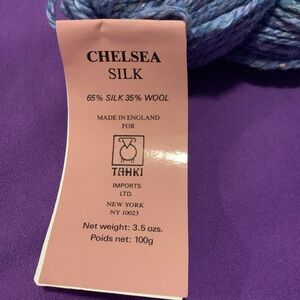 CHELSEA
SILK
65% SILK 35% WOOL
MADE IN ENGLAND
FOR
TAHKI
IMPORTS
LTD.
NEW YORK
NY 10023
Net weight: 3.5 ozs.
Poids net: 100g